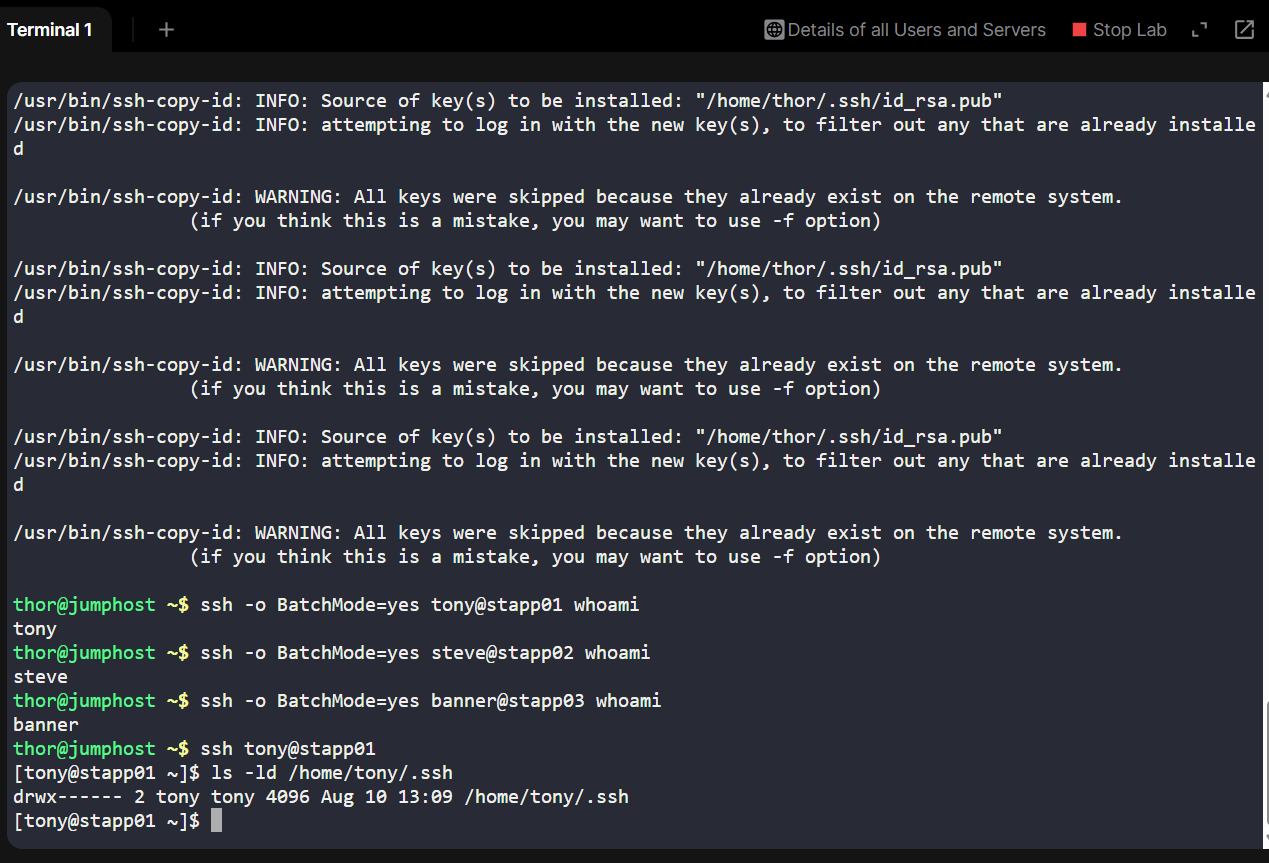 Terminal 1
+
Details of all Users and Servers
Stop Lab
/usr/bin/ssh-copy-id: INFO: Source of key(s) to be installed: "/home/thor/.ssh/id_rsa.pub"
/usr/bin/ssh-copy-id: INFO: attempting to log in with the new key(s), to filter out any that are already installe
d
/usr/bin/ssh-copy-id: WARNING: All keys were skipped because they already exist on the remote system.
(if you think this is a mistake, you may want to use -f option)
/usr/bin/ssh-copy-id: INFO: Source of key(s) to be installed: "/home/thor/.ssh/id_rsa.pub"
/usr/bin/ssh-copy-id: INFO: attempting to log in with the new key(s), to filter out any that are already installe
d
/usr/bin/ssh-copy-id: WARNING: All keys were skipped because they already exist on the remote system.
(if you think this is a mistake, you may want to use -f option)
/usr/bin/ssh-copy-id: INFO: Source of key(s) to be installed: "/home/thor/.ssh/id_rsa.pub"
/usr/bin/ssh-copy-id: INFO: attempting to log in with the new key(s), to filter out any that are already installe
d
/usr/bin/ssh-copy-id: WARNING: All keys were skipped because they already exist on the remote system.
(if you think this is a mistake, you may want to use -f option)
thor@jumphost ~$ ssh -o BatchMode=yes tony@stapp01 whoami
tony
thor@jumphost ~$ ssh -o BatchMode=yes steve@stapp02 whoami
steve
thor@jumphost ~$ ssh -o BatchMode=yes banner@stapp03 whoami
banner
thor@jumphost ~$ ssh tony@stapp01
[tony@stapp01 ~]$ ls -ld /home/tony/.ssh
drwx------ 2 tony tony 4096 Aug 10 13:09 /home/tony/.ssh
[tony@stapp01 ~]$